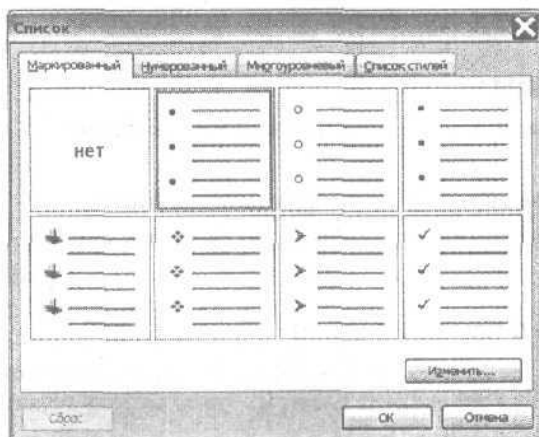 Список
Маркированный Нумерованный Многоуровневый Список стилей
нет
Изменить...
Сброс ОК Отмена